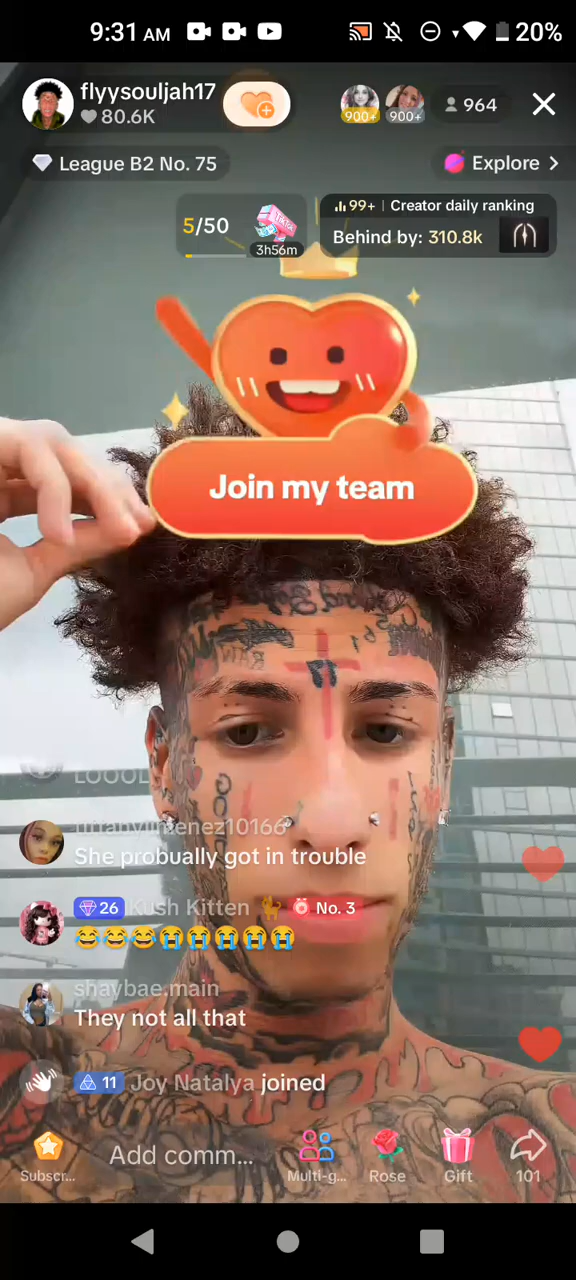 9:31 AM
20%
flyysouljah17
80.6K
900+
900+
964
League B2 No. 75
Explore
5/50
3h56m
99+ | Creator daily ranking
Behind by: 310.8k
Join my team
LOOOL
tiffanyjimenez10166
She probually got in trouble
26 Kush Kitten 🐈 No. 3
😂😂😂😭😭😭😭😭
shaybae.main
They not all that
11 Joy Natalya joined
Subscr...
Add comm...
Multi-g...
Rose
Gift
101